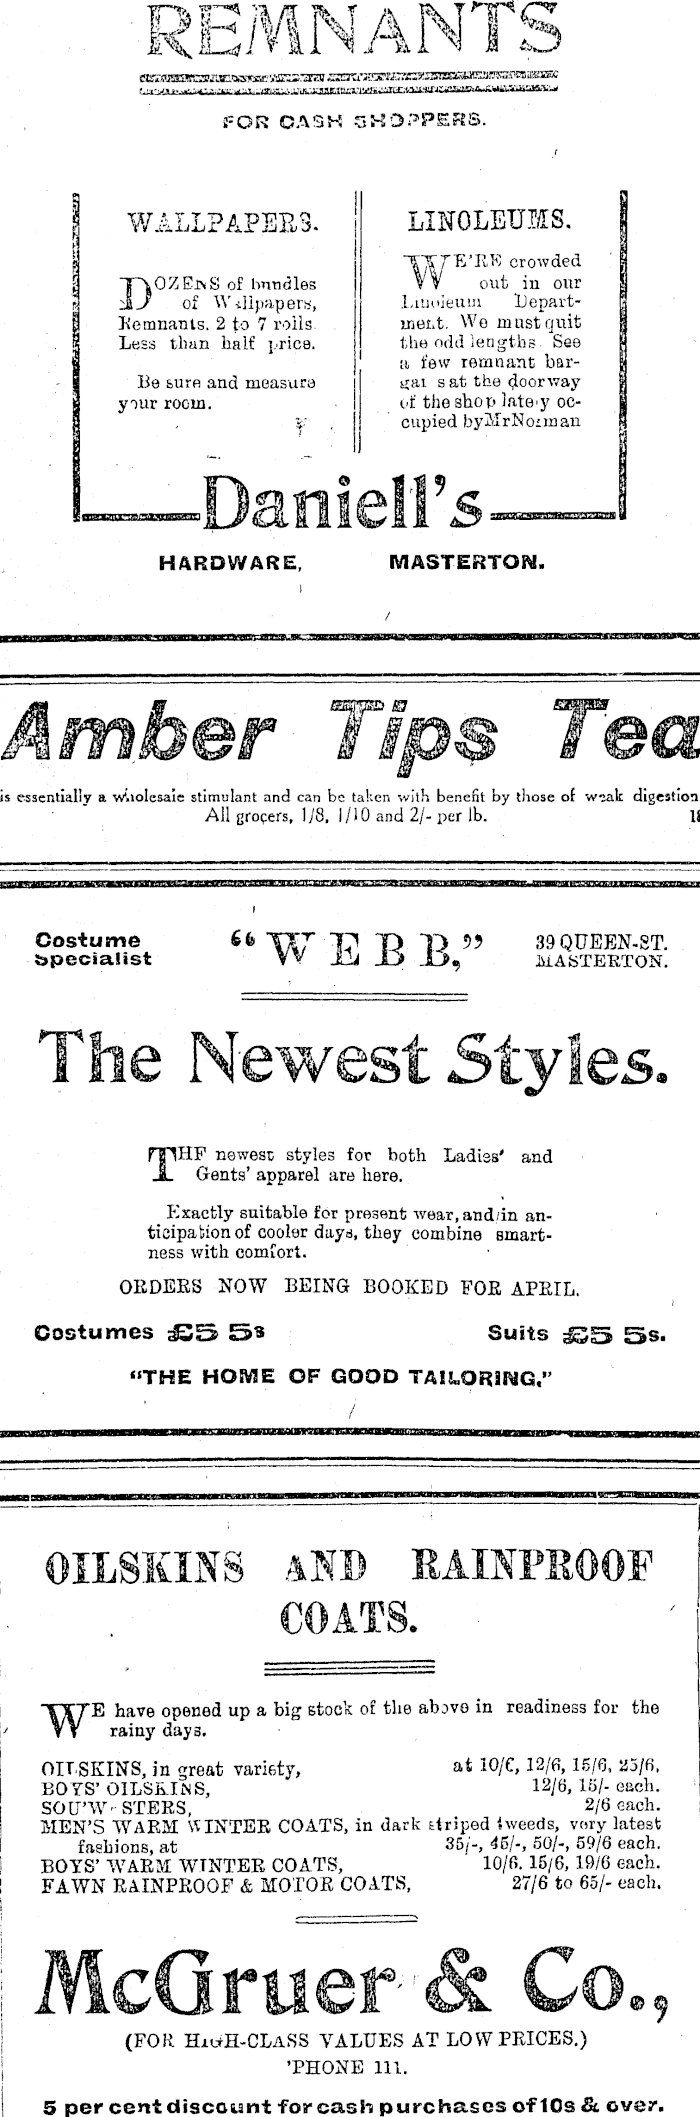 REMNANTS
FOR CASH SHOPPERS.
WALLPAPERS.
DOZENS of bundles
of Wallpapers,
Remnants. 2 to 7 rolls
Less than half price.
Be sure and measure
your room.
LINOLEUMS.
WE'RE crowded
out in our
Linoleum Depart-
ment. We must quit
the odd lengths. See
a few remnant bar-
gai s at the doorway
of the shop lately oc-
cupied by Mr Norman
Daniell's
HARDWARE, MASTERTON.
Amber Tips Tea
is essentially a wholesale stimulant and can be taken with benefit by those of weak digestion
All grocers, 1/8, 1/10 and 2/- per lb.
Costume
Specialist
"WEBB,"
39 QUEEN-ST.
MASTERTON.
The Newest Styles.
THE newest styles for both Ladies' and
Gents' apparel are here.
Exactly suitable for present wear, and in an-
ticipation of cooler days, they combine smart-
ness with comfort.
ORDERS NOW BEING BOOKED FOR APRIL.
Costumes £5 5s Suits £5 5s.
"THE HOME OF GOOD TAILORING."
OILSKINS AND RAINPROOF
COATS.
WE have opened up a big stock of the above in readiness for the
rainy days.
OILSKINS, in great variety, at 10/6, 12/6, 15/6, 25/6,
BOYS' OILSKINS, 12/6, 15/- each.
SOU'W STERS, 2/6 each.
MEN'S WARM WINTER COATS, in dark striped tweeds, very latest
fashions, at 35/-, 45/-, 50/-, 59/6 each.
BOYS' WARM WINTER COATS, 10/6. 15/6, 19/6 each.
FAWN RAINPROOF & MOTOR COATS, 27/6 to 65/- each.
McGruer & Co.,
(FOR HIGH-CLASS VALUES AT LOW PRICES.)
'PHONE 111.
5 per cent discount for cash purchases of 10s & over.